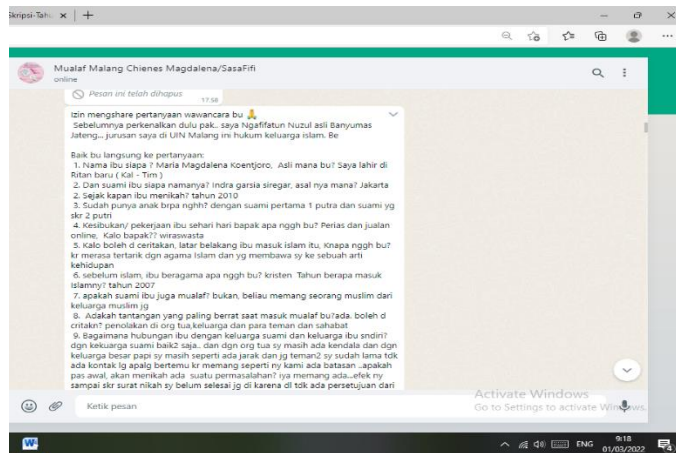 Skripsi-Tahu
Mualaf Malang Chienes Magdalena/SasaFifi
online
Pesan ini telah dihapus
17:58
Izin mengshare pertanyaan wawancara bu 🙏
Sebelumnya perkenalkan dulu pak.. saya Ngafifatun Nuzul asli Banyumas
Jateng... jurusan saya di UIN Malang ini hukum keluarga islam. Be
Baik bu langsung ke pertanyaan:
1. Nama ibu siapa ? Maria Magdalena Koentjoro, Asli mana bu? Saya lahir di
Ritan baru ( Kal - Tim )
2. Dan suami ibu siapa namanya? Indra garsia siregar, asal nya mana? Jakarta
2. Sejak kapan ibu menikah? tahun 2010
3. Sudah punya anak brpa nghh? dengan suami pertama 1 putra dan suami yg
skr 2 putri
4. Kesibukan/ pekerjaan ibu sehari hari bapak apa nggh bu? Perias dan jualan
online, Kalo bapak?? wiraswasta
5. Kalo boleh d ceritakan, latar belakang ibu masuk islam itu, Knapa nggh bu?
kr merasa tertarik dgn agama Islam dan yg membawa sy ke sebuah arti
kehidupan
6. sebelum islam, ibu beragama apa nggh bu? kristen Tahun berapa masuk
Islamny? tahun 2007
7. apakah suami ibu juga mualaf? bukan, beliau memang seorang muslim dari
keluarga muslim jg
8. Adakah tantangan yang paling berat saat masuk mualaf bu?ada. boleh d
critakn? penolakan di org tua,keluarga dan para teman dan sahabat
9. Bagaimana hubungan ibu dengan keluarga suami dan keluarga ibu sndiri?
dgn kekuarga suami baik2 saja.. dan dgn org tua sy masih ada kendala dan dgn
keluarga besar papi sy masih seperti ada jarak dan jg teman2 sy sudah lama tdk
ada kontak lg apalg bertemu kr memang seperti ny kami ada batasan ..apakah
pas awal, akan menikah ada suatu permasalahan? iya memang ada...efek ny
sampai skr surat nikah sy belum selesai jg di karena dl tdk ada persetujuan dari
Activate Windows
Go to Settings to activate Windows.
Ketik pesan
W
ENG
9:18
01/03/2022
4